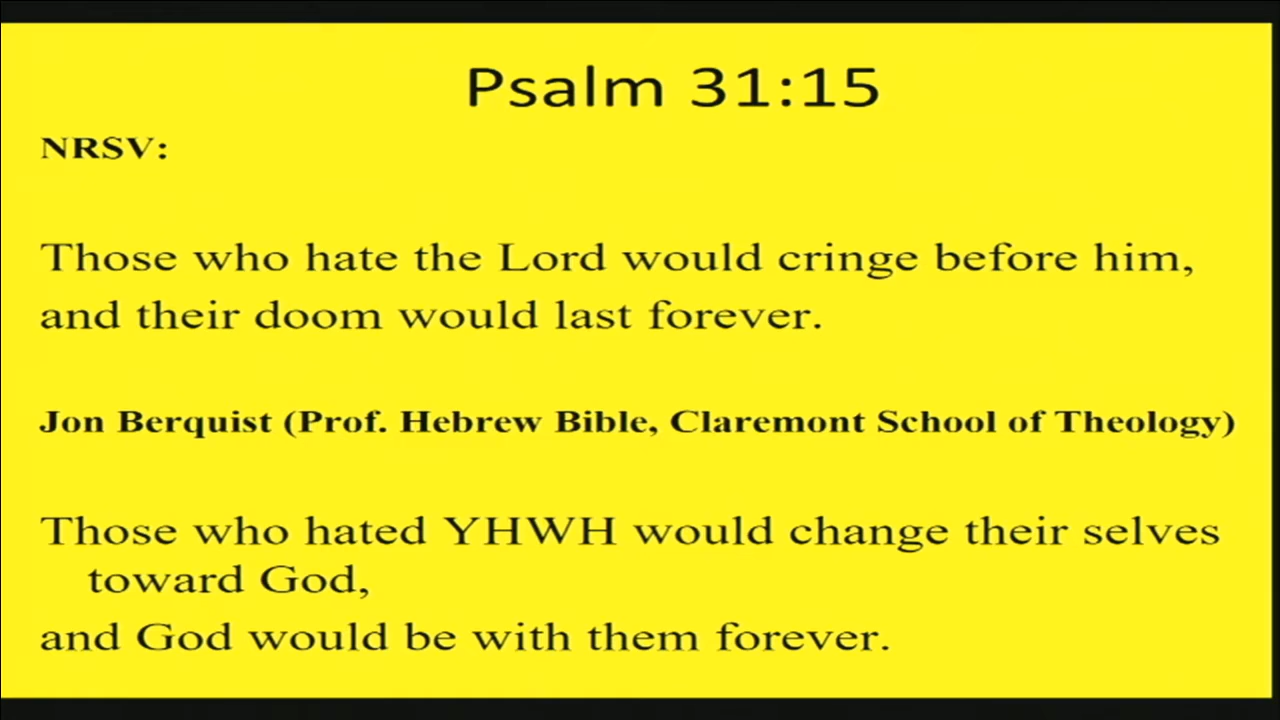 Psalm 31:15
NRSV:
Those who hate the Lord would cringe before him,
and their doom would last forever.
Jon Berquist (Prof. Hebrew Bible, Claremont School of Theology)
Those who hated YHWH would change their selves
toward God,
and God would be with them forever.